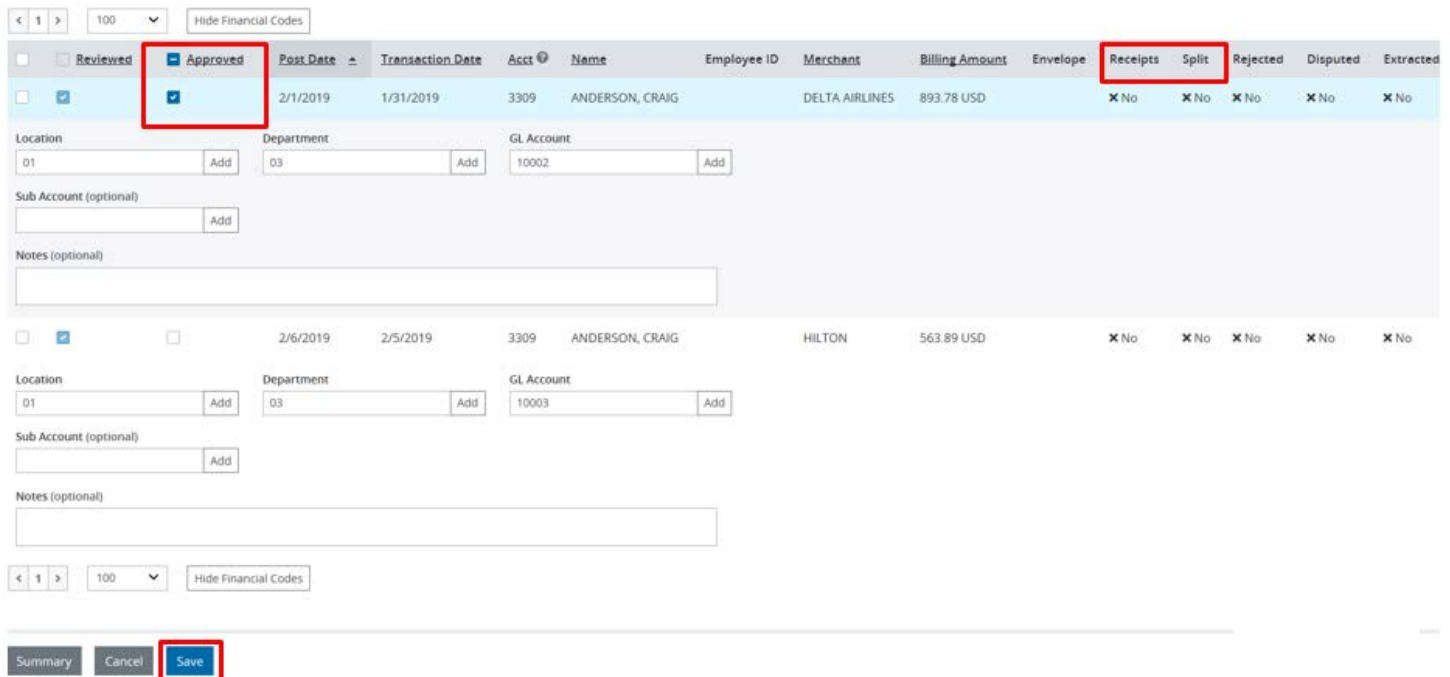 < 1 > 100 Hide Financial Codes
Reviewed Approved Post Date Transaction Date Acct Name Employee ID Merchant Billing Amount Envelope Receipts Split Rejected Disputed Extracted
2/1/2019 1/31/2019 3309 ANDERSON, CRAIG DELTA AIRLINES 893.78 USD No No No No No
Location Department GL Account
01 Add 03 Add 10002 Add
Sub Account (optional)
Add
Notes (optional)
2/6/2019 2/5/2019 3309 ANDERSON, CRAIG HILTON 563.89 USD No No No No No
Location Department GL Account
01 Add 03 Add 10003 Add
Sub Account (optional)
Add
Notes (optional)
< 1 > 100 Hide Financial Codes
Summary Cancel Save